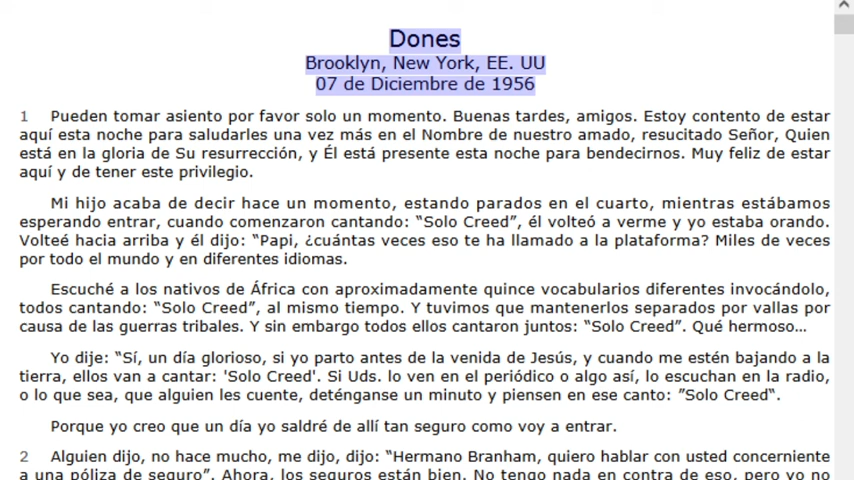 Dones
Brooklyn, New York, EE. UU
07 de Diciembre de 1956
1 Pueden tomar asiento por favor solo un momento. Buenas tardes, amigos. Estoy contento de estar
aquí esta noche para saludarles una vez más en el Nombre de nuestro amado, resucitado Señor, Quien
está en la gloria de Su resurrección, y Él está presente esta noche para bendecirnos. Muy feliz de estar
aquí y de tener este privilegio.
Mi hijo acaba de decir hace un momento, estando parados en el cuarto, mientras estábamos
esperando entrar, cuando comenzaron cantando: “Solo Creed”, él volteó a verme y yo estaba orando.
Volteé hacia arriba y él dijo: “Papi, ¿cuántas veces eso te ha llamado a la plataforma? Miles de veces
por todo el mundo y en diferentes idiomas.
Escuché a los nativos de África con aproximadamente quince vocabularios diferentes invocándolo,
todos cantando: “Solo Creed”, al mismo tiempo. Y tuvimos que mantenerlos separados por vallas por
causa de las guerras tribales. Y sin embargo todos ellos cantaron juntos: “Solo Creed”. Qué hermoso…
Yo dije: “Sí, un día glorioso, si yo parto antes de la venida de Jesús, y cuando me estén bajando a la
tierra, ellos van a cantar: 'Solo Creed'. Si Uds. lo ven en el periódico o algo así, lo escuchan en la radio,
o lo que sea, que alguien les cuente, deténganse un minuto y piensen en ese canto: ”Solo Creed“.
Porque yo creo que un día yo saldré de allí tan seguro como voy a entrar.
2 Alguien dijo, no hace mucho, me dijo, dijo: “Hermano Branham, quiero hablar con usted concerniente
a una póliza de seguro”. Ahora, los seguros están bien. No tengo nada en contra de eso, pero yo no